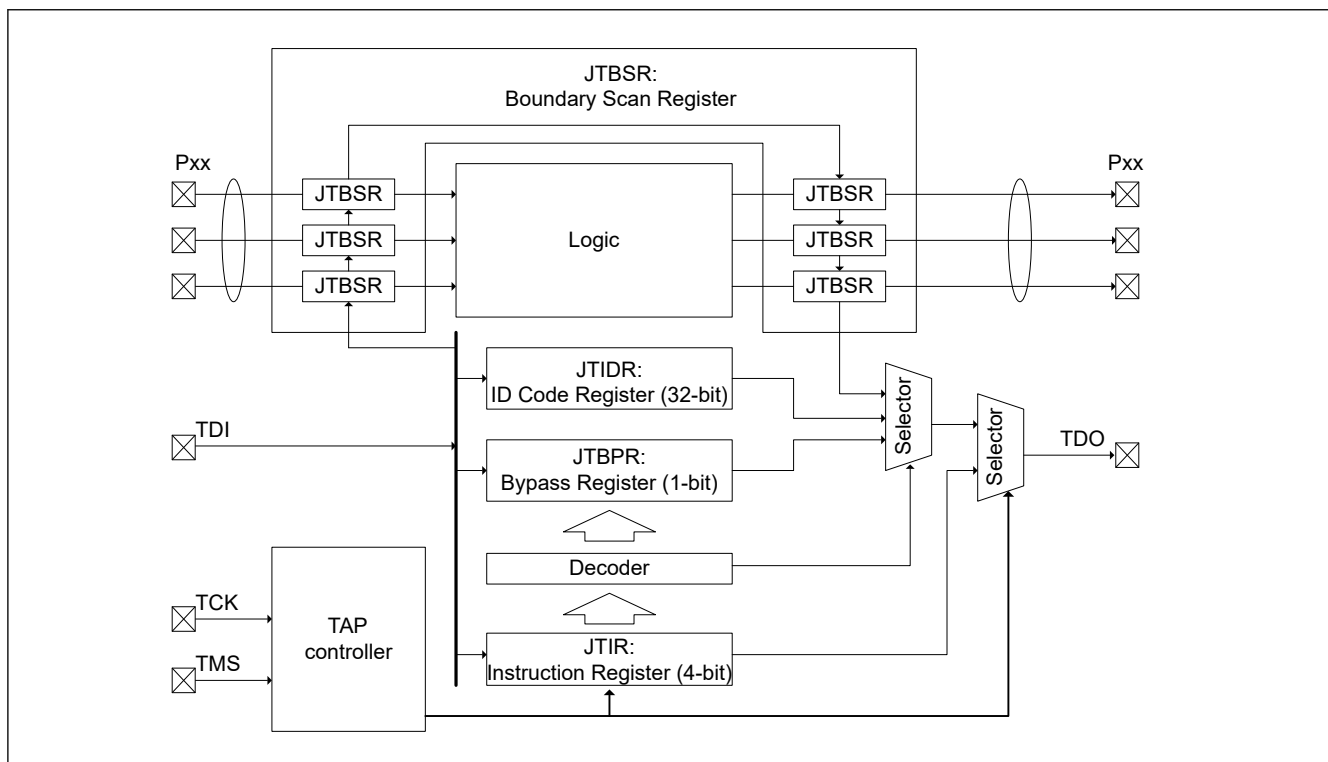 JTBSR:
Boundary Scan Register
Pxx
Pxx
JTBSR
JTBSR
JTBSR
Logic
JTBSR
JTBSR
JTBSR
JTIDR:
ID Code Register (32-bit)
TDI
JTBPR:
Bypass Register (1-bit)
Selector
Selector
TDO
Decoder
TCK
TMS
TAP
controller
JTIR:
Instruction Register (4-bit)